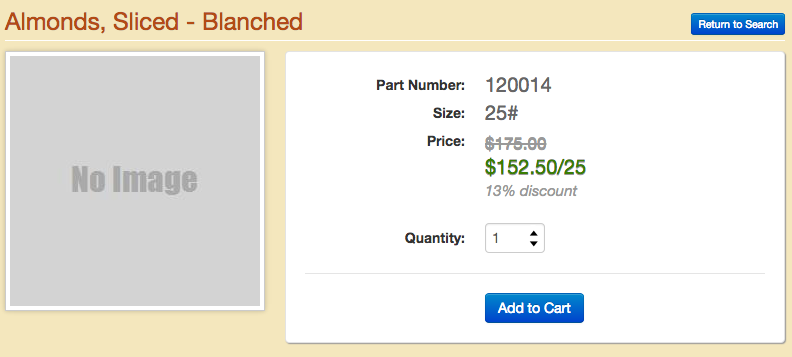 Almonds, Sliced - Blanched
Return to Search
No Image
Part Number: 120014
Size: 25#
Price: $175.00
$152.50/25
13% discount
Quantity: 1
Add to Cart